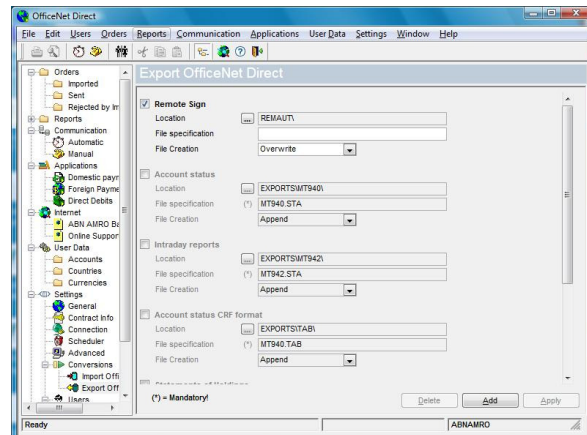 OfficeNet Direct
File Edit Users Orders Reports Communication Applications User Data Settings Window Help
Orders
Imported
Sent
Rejected by Im
Reports
Communication
Automatic
Manual
Applications
Domestic payr
Foreign Payme
Direct Debits
Internet
ABN AMRO Ba
Online Suppor
User Data
Accounts
Countries
Currencies
Settings
General
Contract Info
Connection
Scheduler
Advanced
Conversions
Import Offi
Export Off
Users
Export OfficeNet Direct
Remote Sign
Location ... REMAUT\
File specification
File Creation Overwrite
Account status
Location ... EXPORTS\MT940\
File specification (*) MT940.STA
File Creation Append
Intraday reports
Location ... EXPORTS\MT942\
File specification (*) MT942.STA
File Creation Append
Account status CRF format
Location ... EXPORTS\TAB\
File specification (*) MT940.TAB
File Creation Append
Statements of Holdings
(*) = Mandatory!
Delete Add Apply
Ready ABNAMRO